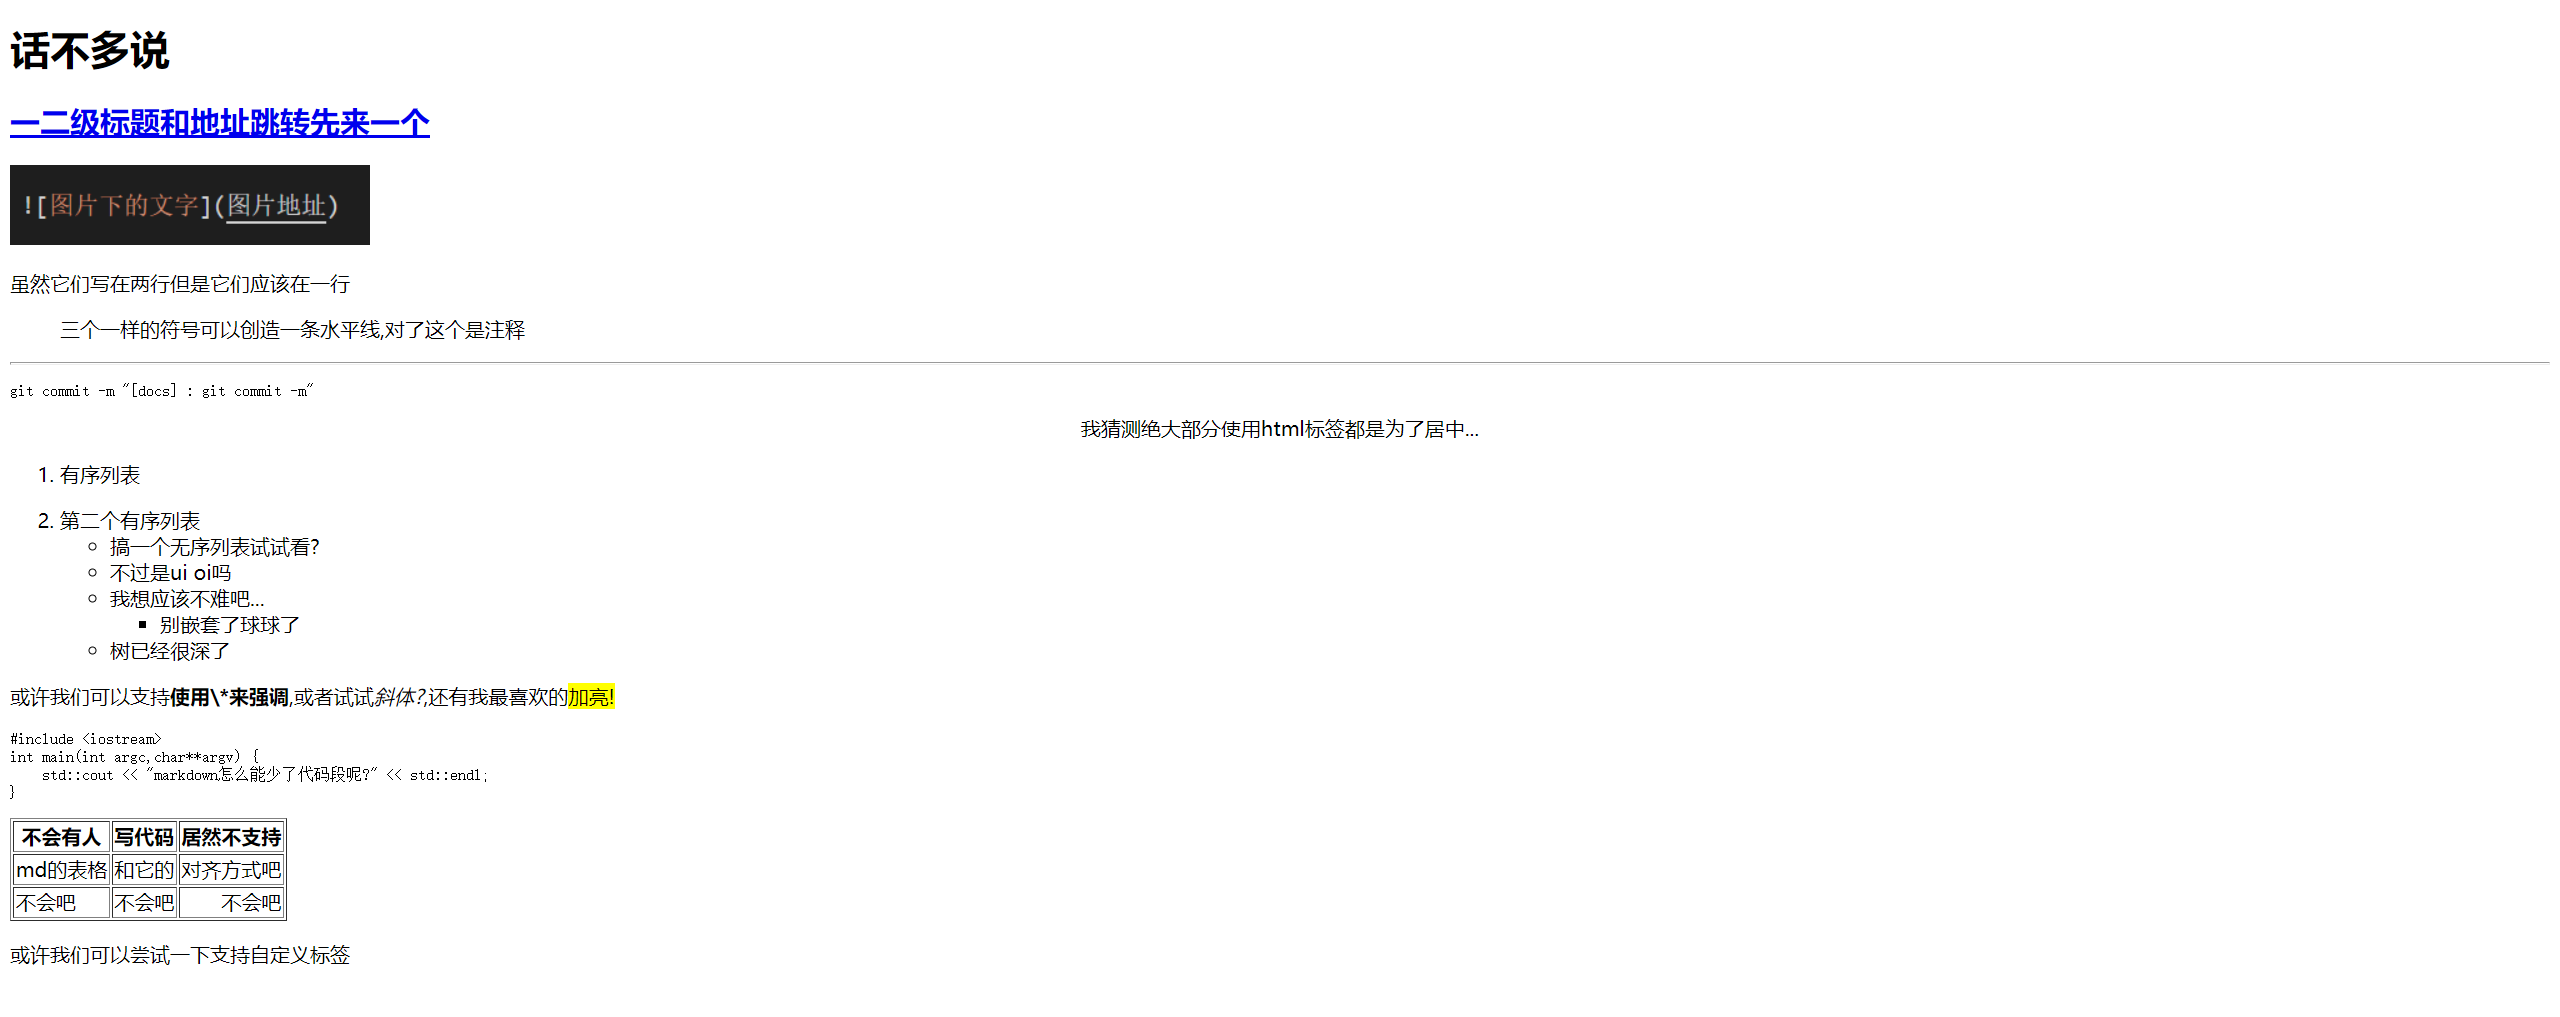 话不多说
一二级标题和地址跳转先来一个
![图片下的文字](图片地址)
虽然它们写在两行但是它们应该在一行
三个一样的符号可以创造一条水平线,对了这个是注释
git commit -m "[docs] : git commit -m"
我猜测绝大部分使用html标签都是为了居中...
1. 有序列表
2. 第二个有序列表
搞一个无序列表试试看?
不过是ui oi吗
我想应该不难吧...
别嵌套了球球了
树已经很深了
或许我们可以支持使用\*来强调,或者试试斜体?,还有我最喜欢的加亮!
#include <iostream>
int main(int argc,char**argv) {
    std::cout << "markdown怎么能少了代码段呢?" << std::endl;
}
不会有人 写代码 居然不支持
md的表格 和它的 对齐方式吧
不会吧 不会吧 不会吧
或许我们可以尝试一下支持自定义标签